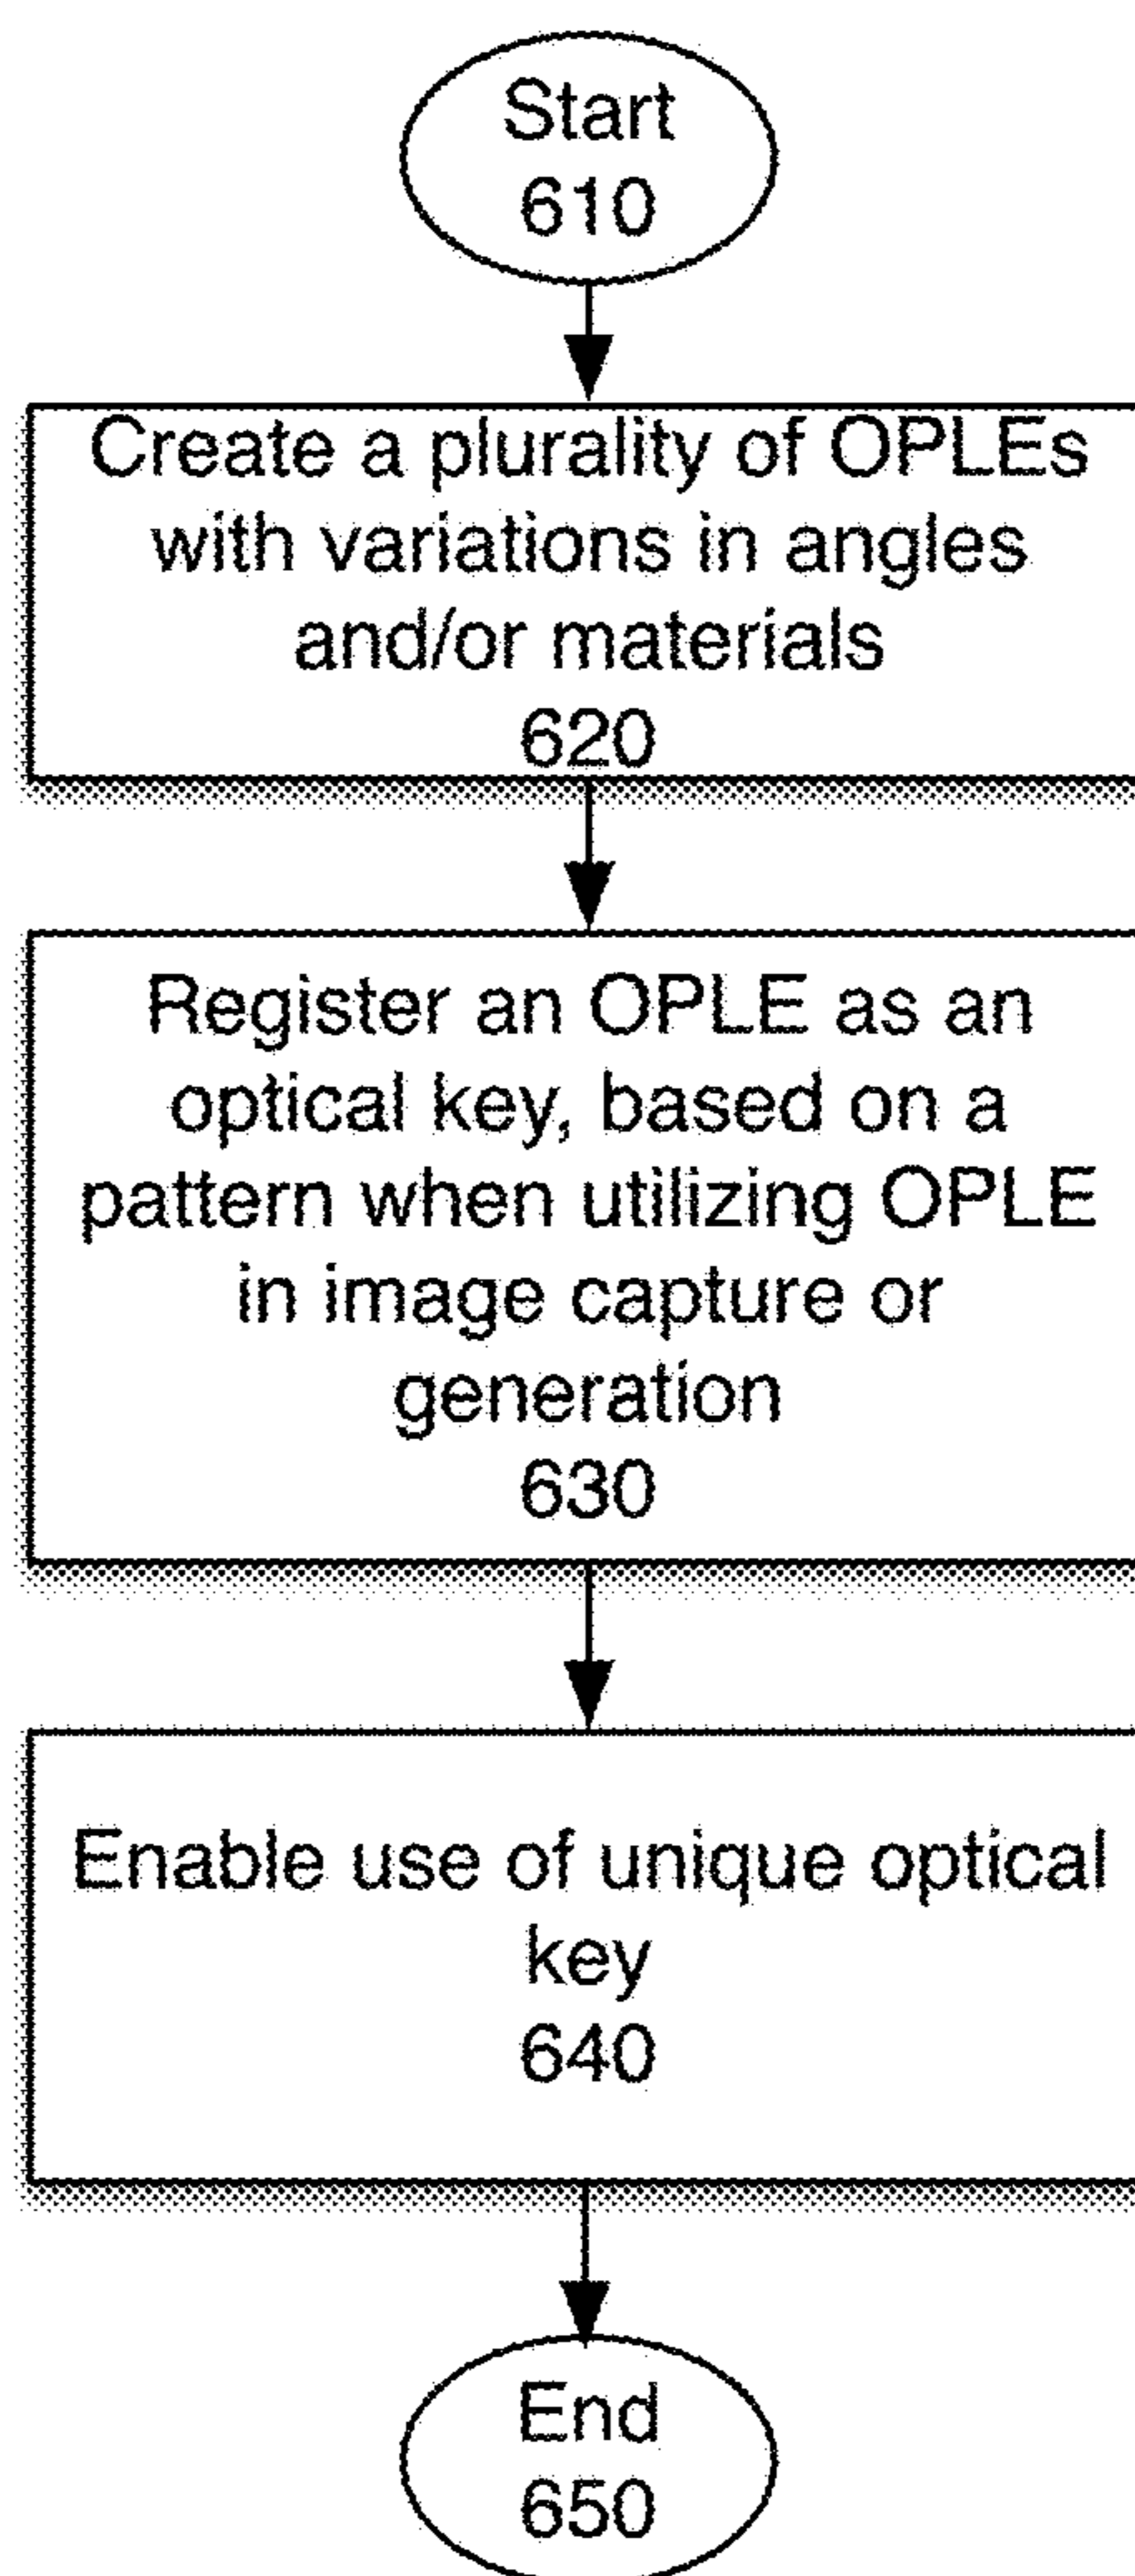 Start
610
Create a plurality of OPLEs
with variations in angles
and/or materials
620
Register an OPLE as an
optical key, based on a
pattern when utilizing OPLE
in image capture or
generation
630
Enable use of unique optical
key
640
End
650